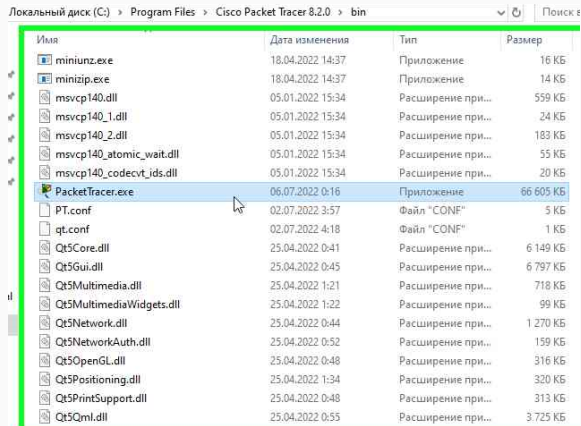 Локальный диск (C:) › Program Files › Cisco Packet Tracer 8.2.0 › bin Поиск в
Имя Дата изменения Тип Размер
miniunz.exe 18.04.2022 14:37 Приложение 16 КБ
minizip.exe 18.04.2022 14:37 Приложение 14 КБ
msvcp140.dll 05.01.2022 15:34 Расширение при... 559 КБ
msvcp140_1.dll 05.01.2022 15:34 Расширение при... 24 КБ
msvcp140_2.dll 05.01.2022 15:34 Расширение при... 183 КБ
msvcp140_atomic_wait.dll 05.01.2022 15:34 Расширение при... 55 КБ
msvcp140_codecvt_ids.dll 05.01.2022 15:34 Расширение при... 20 КБ
PacketTracer.exe 06.07.2022 0:16 Приложение 66 605 КБ
PT.conf 02.07.2022 3:57 Файл "CONF" 5 КБ
qt.conf 02.07.2022 4:18 Файл "CONF" 1 КБ
Qt5Core.dll 25.04.2022 0:41 Расширение при... 6 149 КБ
Qt5Gui.dll 25.04.2022 0:45 Расширение при... 6 797 КБ
Qt5Multimedia.dll 25.04.2022 1:21 Расширение при... 718 КБ
Qt5MultimediaWidgets.dll 25.04.2022 1:22 Расширение при... 99 КБ
Qt5Network.dll 25.04.2022 0:44 Расширение при... 1 270 КБ
Qt5NetworkAuth.dll 25.04.2022 0:52 Расширение при... 159 КБ
Qt5OpenGL.dll 25.04.2022 0:48 Расширение при... 316 КБ
Qt5Positioning.dll 25.04.2022 1:34 Расширение при... 320 КБ
Qt5PrintSupport.dll 25.04.2022 0:48 Расширение при... 313 КБ
Qt5Qml.dll 25.04.2022 0:55 Расширение при... 3 725 КБ